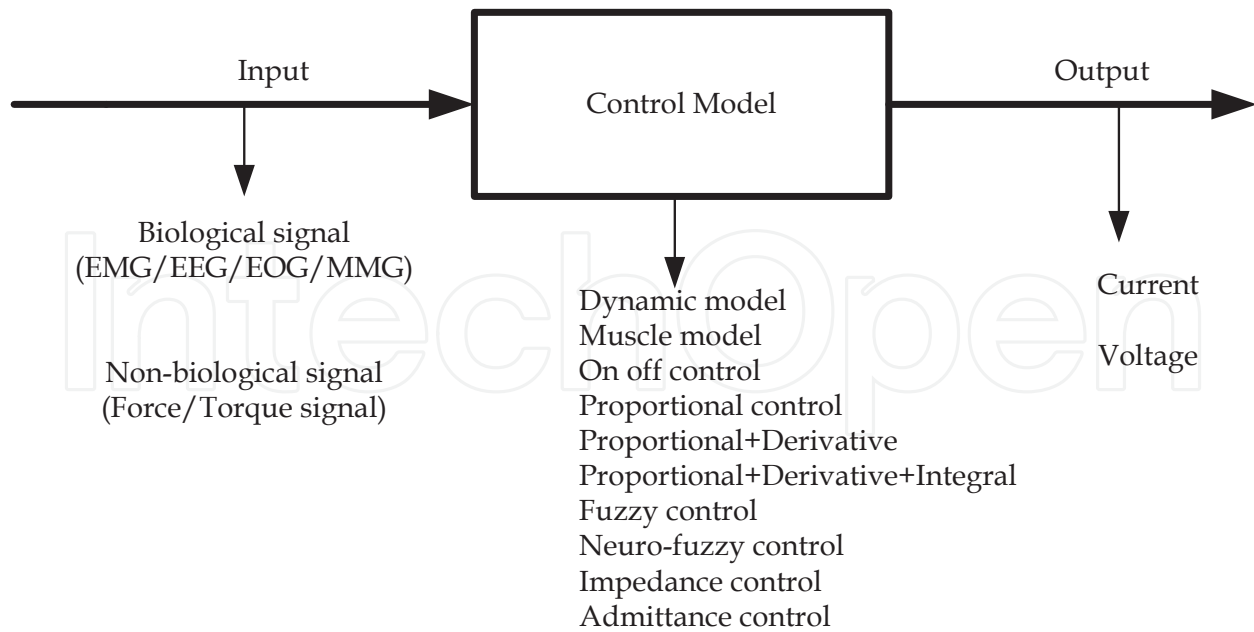 Input
Control Model
Output
Biological signal
(EMG/EEG/EOG/MMG)
Non-biological signal
(Force/Torque signal)
Dynamic model
Muscle model
On off control
Proportional control
Proportional+Derivative
Proportional+Derivative+Integral
Fuzzy control
Neuro-fuzzy control
Impedance control
Admittance control
Current
Voltage
IntechOpen